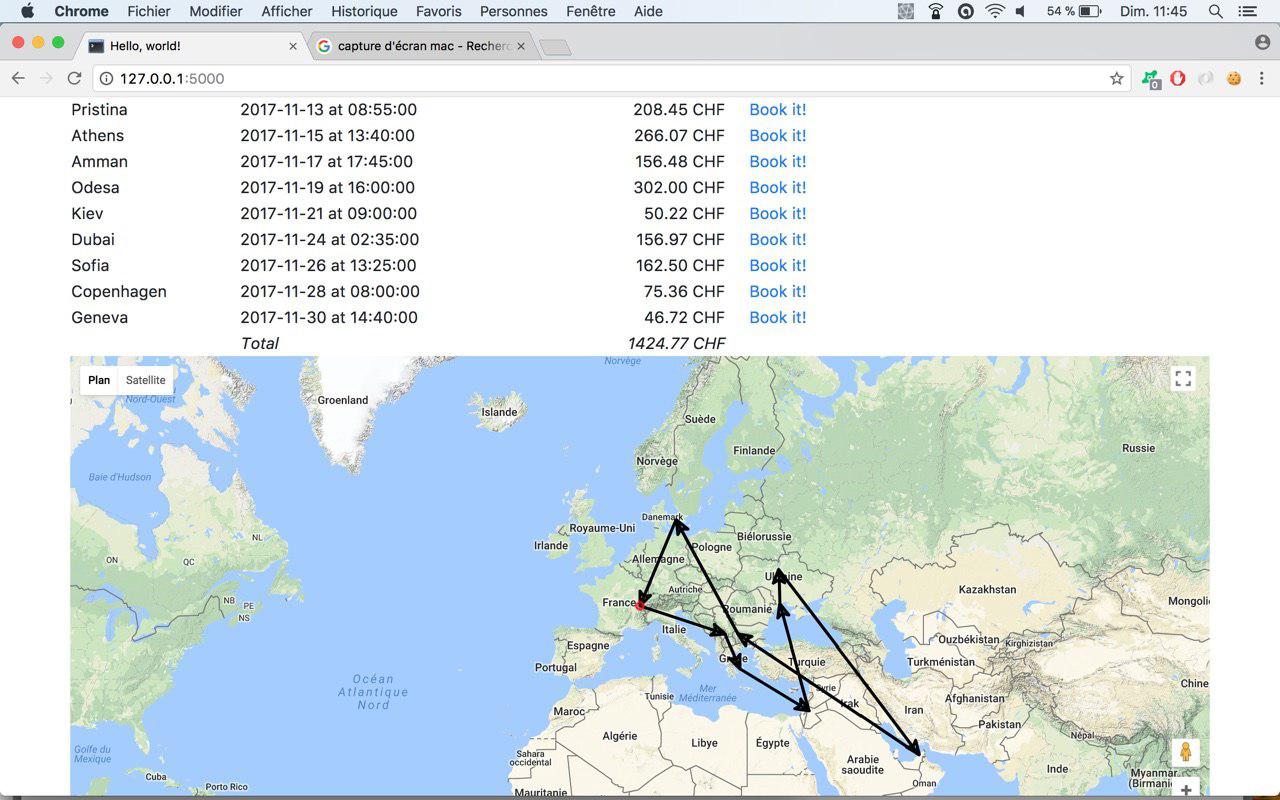 Chrome Fichier Modifier Afficher Historique Favoris Personnes Fenêtre Aide 54 % Dim. 11:45
Hello, world! capture d'écran mac - Recherc
127.0.0.1:5000 0
Pristina 2017-11-13 at 08:55:00 208.45 CHF Book it!
Athens 2017-11-15 at 13:40:00 266.07 CHF Book it!
Amman 2017-11-17 at 17:45:00 156.48 CHF Book it!
Odesa 2017-11-19 at 16:00:00 302.00 CHF Book it!
Kiev 2017-11-21 at 09:00:00 50.22 CHF Book it!
Dubai 2017-11-24 at 02:35:00 156.97 CHF Book it!
Sofia 2017-11-26 at 13:25:00 162.50 CHF Book it!
Copenhagen 2017-11-28 at 08:00:00 75.36 CHF Book it!
Geneva 2017-11-30 at 14:40:00 46.72 CHF Book it!
Total 1424.77 CHF
Norvège
Plan Satellite
Nord-Ouest
Groenland
Islande
Suède
Finlande
Russie
Norvège
Baie d'Hudson
Danemark
Royaume-Uni
Biélorussie
NL
Irlande
Pologne
ON
QC
Allemagne
Ukraine
Autriche
Kazakhstan
NB
PE
France
Roumanie
Mongoli
NS
Italie
Ouzbékistan
Kirghizistan
Espagne
Grèce
Turquie
Turkménistan
Portugal
Océan
Atlantique
Nord
Mer
Méditerranée
Tunisie
Syrie
Chine
Afghanistan
Maroc
Irak
Iran
Pakistan
Algérie
Libye
Égypte
Népal
Golfe du
Mexique
Sahara
occidental
Arabie
saoudite
Inde
Myanmar
(Birmanie
Cuba
Porto Rico
Oman
Mauritanie